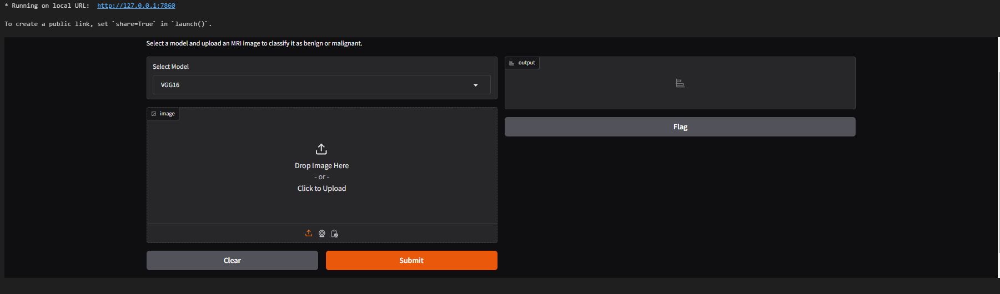 * Running on local URL:  http://127.0.0.1:7860
To create a public link, set `share=True` in `launch()`.
Select a model and upload an MRI image to classify it as benign or malignant.
Select Model
VGG16
image
Drop Image Here
- or -
Click to Upload
Clear
Submit
output
Flag